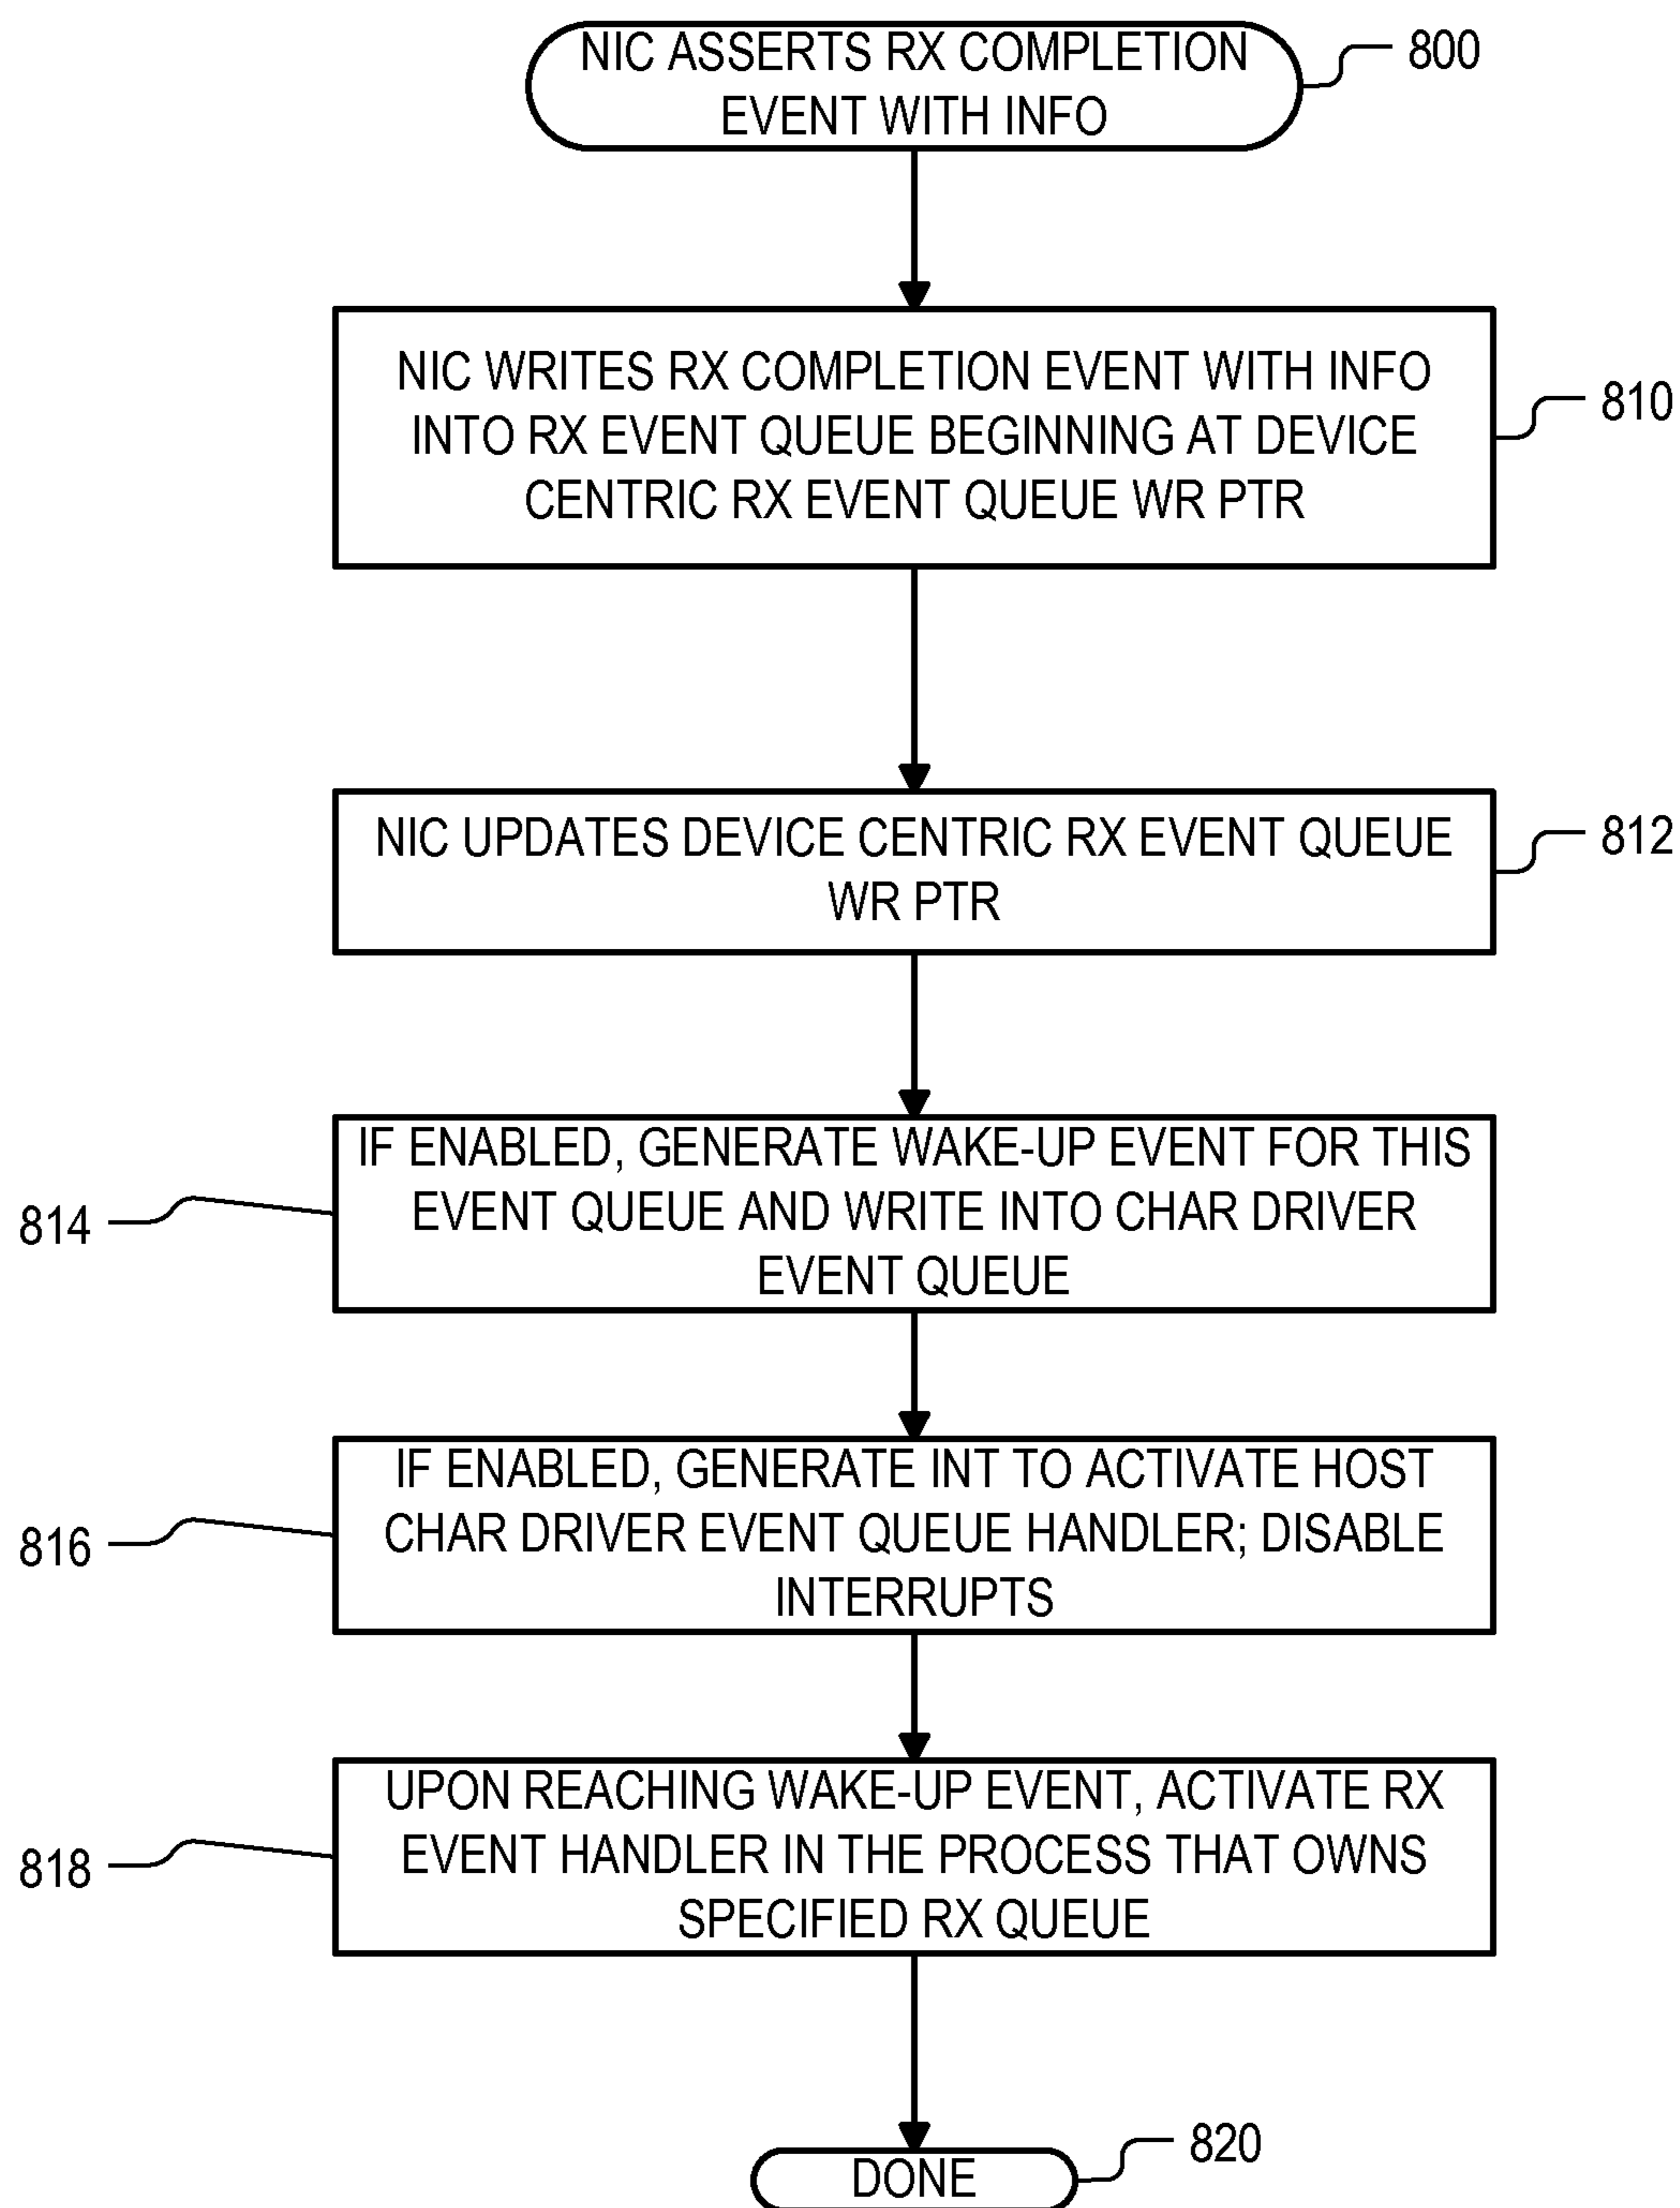 NIC ASSERTS RX COMPLETION
EVENT WITH INFO
800
NIC WRITES RX COMPLETION EVENT WITH INFO
INTO RX EVENT QUEUE BEGINNING AT DEVICE
CENTRIC RX EVENT QUEUE WR PTR
810
NIC UPDATES DEVICE CENTRIC RX EVENT QUEUE
WR PTR
812
IF ENABLED, GENERATE WAKE-UP EVENT FOR THIS
EVENT QUEUE AND WRITE INTO CHAR DRIVER
EVENT QUEUE
814
IF ENABLED, GENERATE INT TO ACTIVATE HOST
CHAR DRIVER EVENT QUEUE HANDLER; DISABLE
INTERRUPTS
816
UPON REACHING WAKE-UP EVENT, ACTIVATE RX
EVENT HANDLER IN THE PROCESS THAT OWNS
SPECIFIED RX QUEUE
818
DONE
820